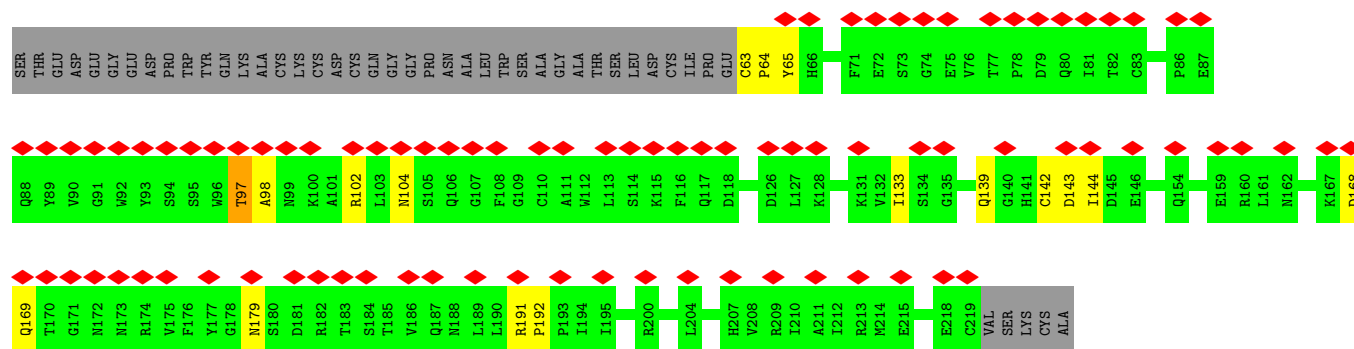 SER THR GLU ASP GLU GLY GLU ASP PRO TRP TYR GLN LYS ALA CYS LYS CYS ASP CYS GLN GLY GLY PRO ASN ALA LEU TRP SER ALA GLY ALA THR SER LEU ASP CYS ILE PRO GLU C63 P64 Y65 H66 F71 E72 S73 G74 E75 V76 T77 P78 D79 Q80 I81 T82 C83 P86 E87
Q88 Y89 V90 G91 W92 Y93 S94 S95 W96 T97 A98 N99 K100 A101 R102 L103 N104 S105 Q106 G107 F108 G109 C110 A111 W112 L113 S114 K115 F116 Q117 D118 D126 L127 K128 K131 V132 I133 S134 G135 Q139 G140 H141 C142 D143 I144 D145 E146 Q154 E159 R160 L161 N162 K167 D168
Q169 T170 G171 N172 N173 R174 V175 F176 Y177 G178 N179 S180 D181 R182 T183 S184 T185 V186 Q187 N188 L189 L190 R191 P192 P193 I194 I195 R200 L204 H207 V208 R209 I210 A211 I212 R213 M214 E215 E218 C219 VAL SER LYS CYS ALA